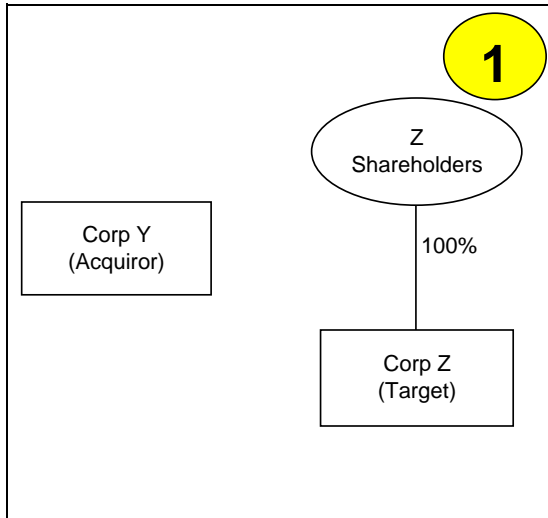 1
Z
Shareholders
Corp Y
(Acquiror)
100%
Corp Z
(Target)